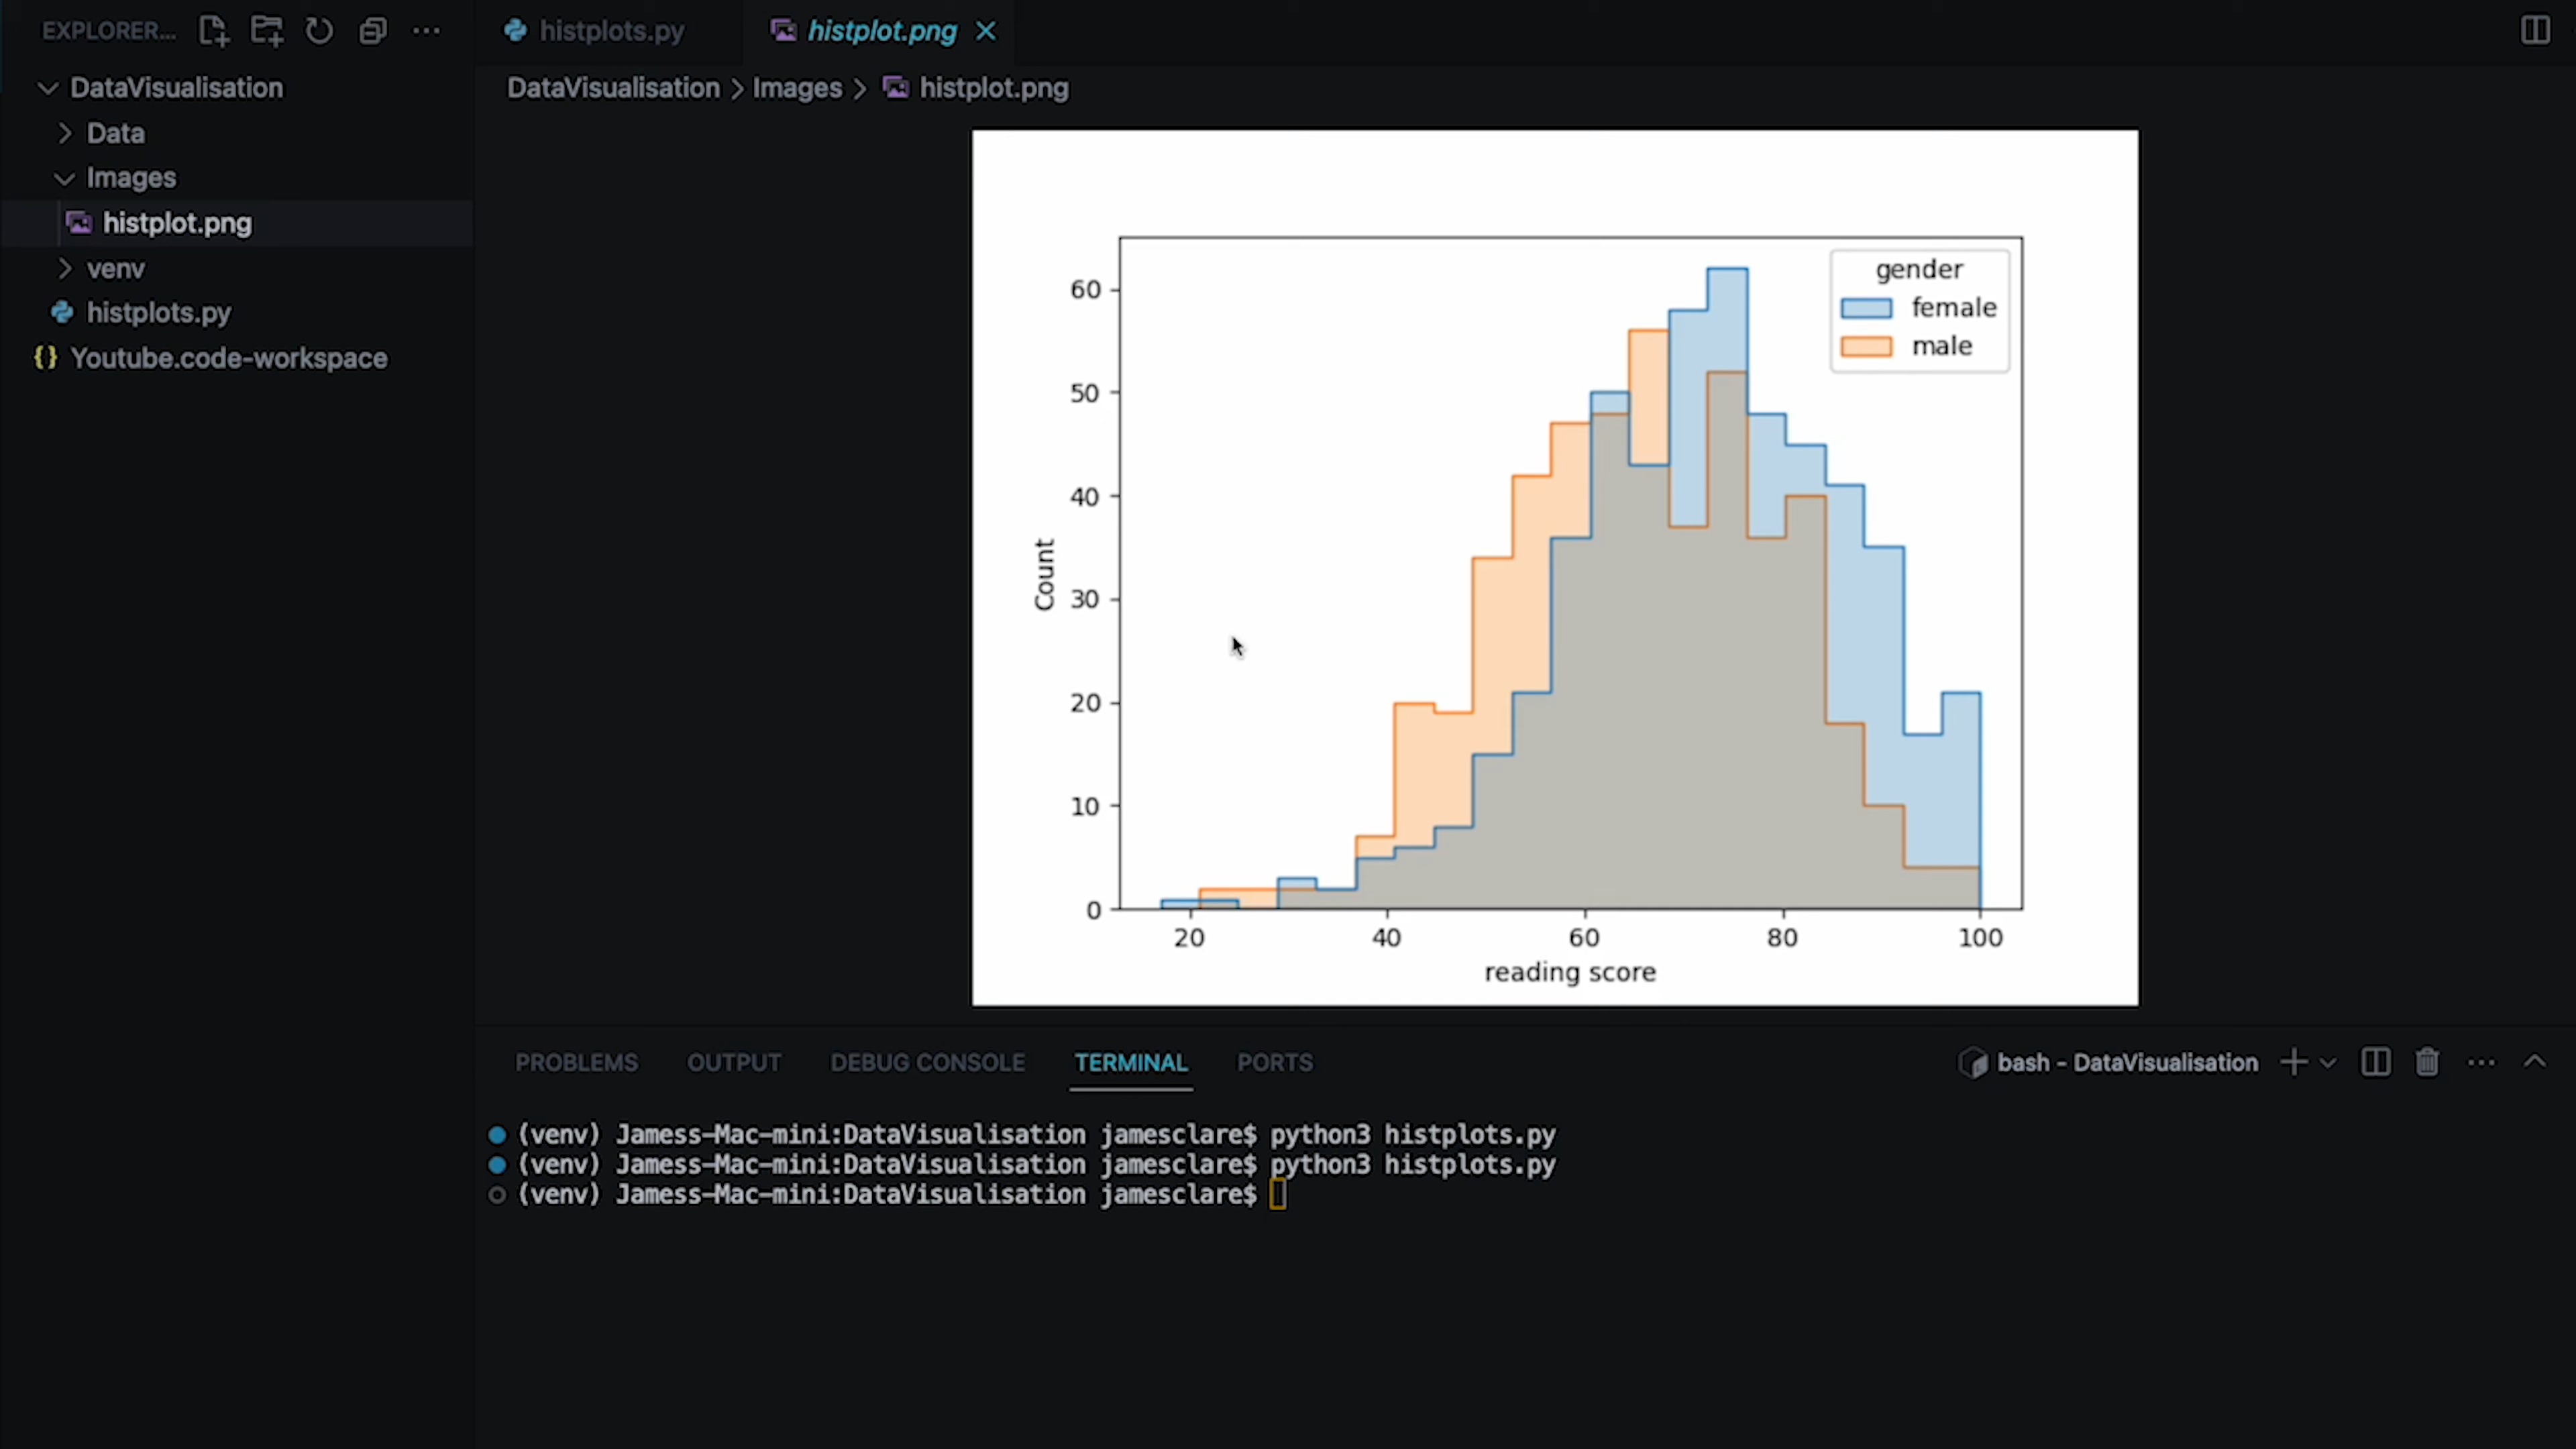 EXPLORER...
histplots.py
histplot.png
DataVisualisation
Data
Images
histplot.png
venv
histplots.py
{} Youtube.code-workspace
DataVisualisation > Images > histplot.png
gender
female
male
60
50
40
30
20
10
0
Count
20 40 60 80 100
reading score
PROBLEMS OUTPUT DEBUG CONSOLE TERMINAL PORTS
bash - DataVisualisation
(venv) Jamess-Mac-mini:DataVisualisation jamesclare$ python3 histplots.py
(venv) Jamess-Mac-mini:DataVisualisation jamesclare$ python3 histplots.py
(venv) Jamess-Mac-mini:DataVisualisation jamesclare$